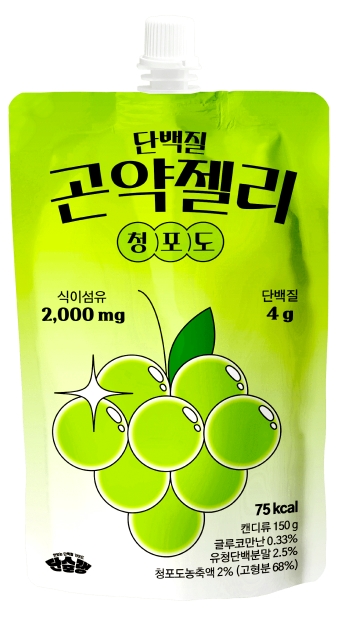 단백질
곤약젤리
청포도
식이섬유
2,000 mg
단백질
4 g
75 kcal
캔디류 150 g
글루코만난 0.33%
유청단백분말 2.5%
청포도농축액 2% (고형분 68%)